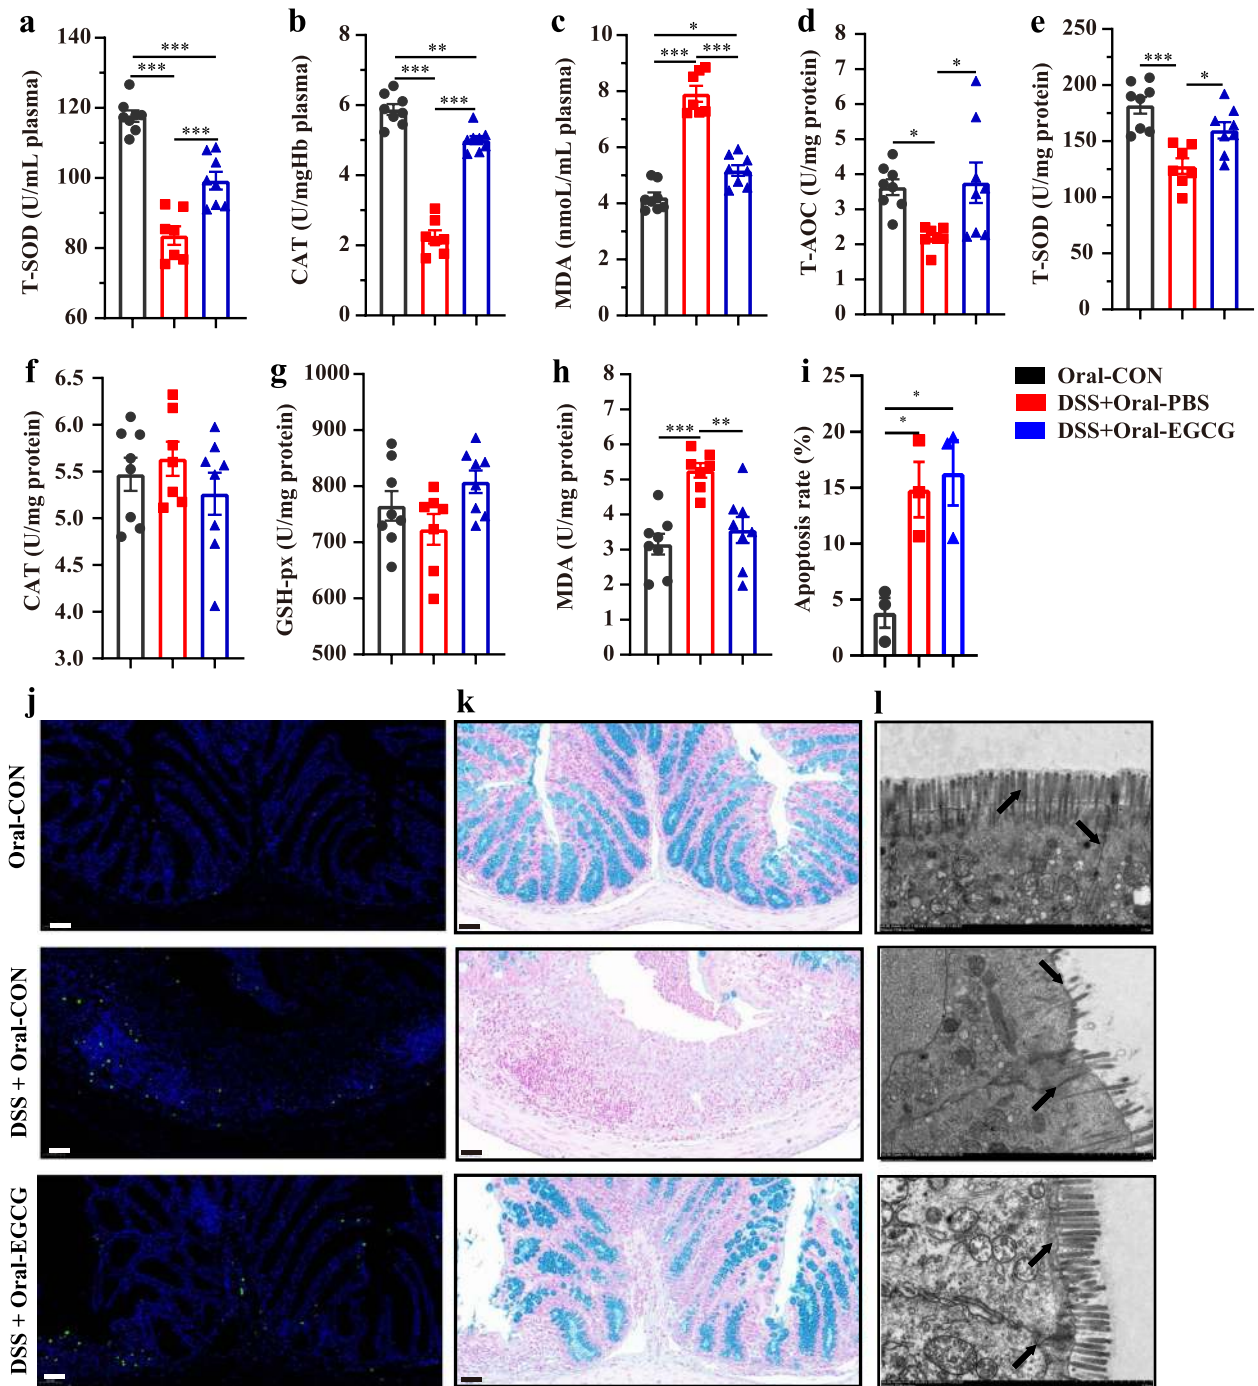 a
T-SOD (U/mL plasma)
140
120
100
80
60
***
***
***
b
CAT (U/mgHb plasma)
8
6
4
2
0
**
***
***
c
MDA (nmoL/mL plasma)
10
8
6
4
2
0
*
***
***
d
T-AOC (U/mg protein)
8
7
6
5
4
3
2
1
0
*
*
e
T-SOD (U/mg protein)
250
200
150
100
50
0
***
*
f
CAT (U/mg protein)
6.5
6.0
5.5
5.0
4.5
4.0
3.5
3.0
g
GSH-px (U/mg protein)
1000
900
800
700
600
500
h
MDA (U/mg protein)
8
7
6
5
4
3
2
1
0
***
**
i
Apoptosis rate (%)
25
20
15
10
5
0
*
*
Oral-CON
DSS+Oral-PBS
DSS+Oral-EGCG
j
k
l
Oral-CON
DSS + Oral-CON
DSS + Oral-EGCG